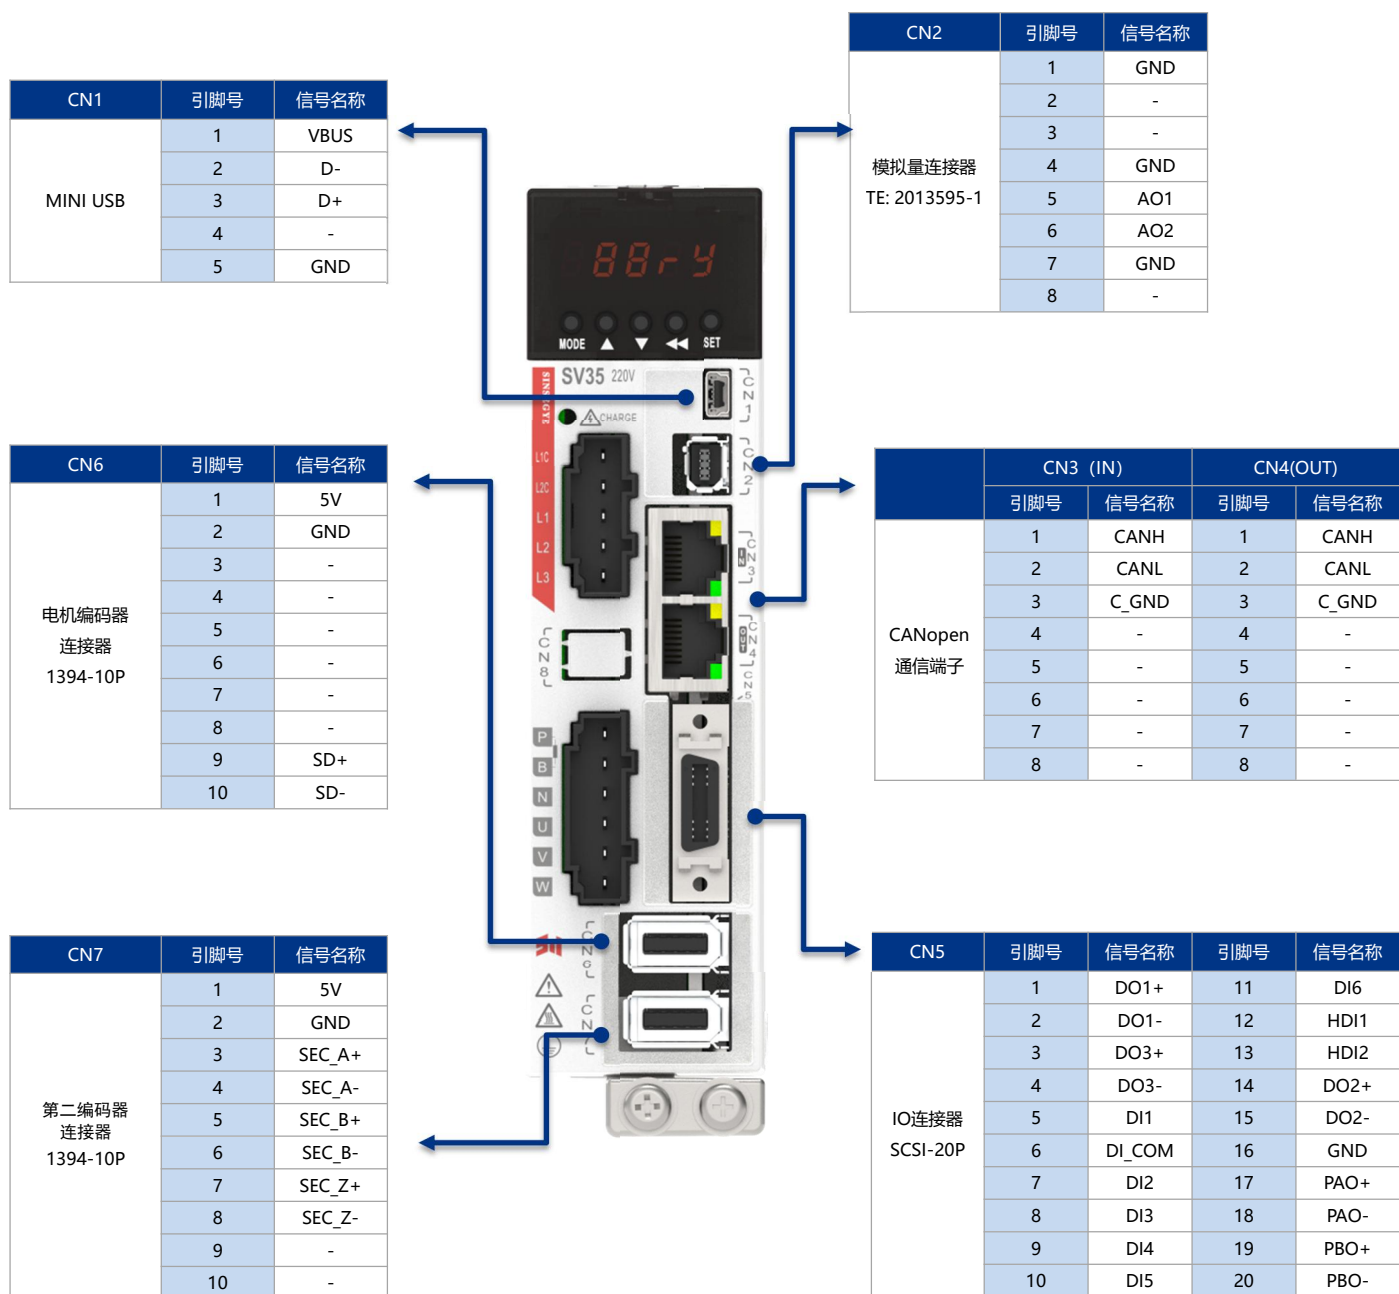 CN2 引脚号 信号名称
模拟量连接器
TE: 2013595-1
1 GND
2 -
3 -
4 GND
5 AO1
6 AO2
7 GND
8 -
CN1 引脚号 信号名称
MINI USB
1 VBUS
2 D-
3 D+
4 -
5 GND
88ry
MODE SET
SV35 220V
SINSEGYE
CHARGE
CN1
CN2
L1C
L2C
L1
L2
L3
CN3
IN
CN4
OUT
CN8
CN5
P
B
N
U
V
W
CN6
CN7
CN6 引脚号 信号名称
电机编码器
连接器
1394-10P
1 5V
2 GND
3 -
4 -
5 -
6 -
7 -
8 -
9 SD+
10 SD-
CN3（IN） CN4(OUT)
引脚号 信号名称 引脚号 信号名称
CANopen
通信端子
1 CANH 1 CANH
2 CANL 2 CANL
3 C_GND 3 C_GND
4 - 4 -
5 - 5 -
6 - 6 -
7 - 7 -
8 - 8 -
CN7 引脚号 信号名称
第二编码器
连接器
1394-10P
1 5V
2 GND
3 SEC_A+
4 SEC_A-
5 SEC_B+
6 SEC_B-
7 SEC_Z+
8 SEC_Z-
9 -
10 -
CN5 引脚号 信号名称 引脚号 信号名称
IO连接器
SCSI-20P
1 DO1+ 11 DI6
2 DO1- 12 HDI1
3 DO3+ 13 HDI2
4 DO3- 14 DO2+
5 DI1 15 DO2-
6 DI_COM 16 GND
7 DI2 17 PAO+
8 DI3 18 PAO-
9 DI4 19 PBO+
10 DI5 20 PBO-